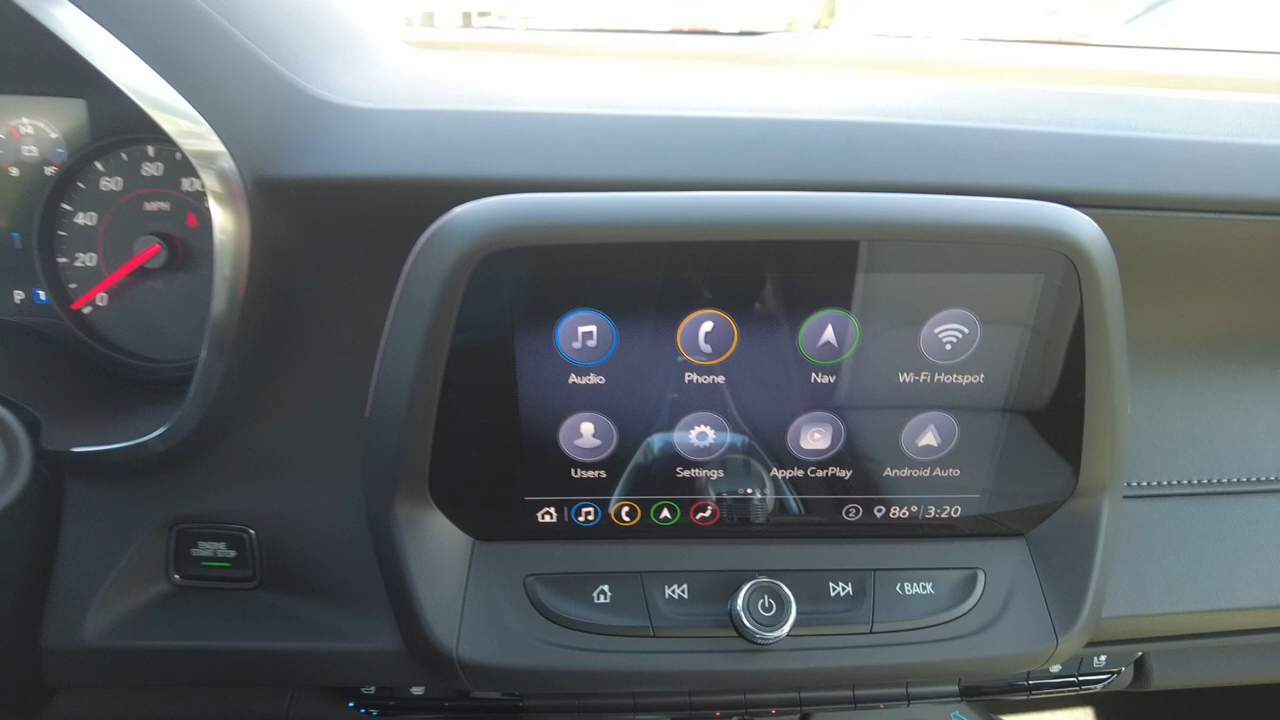 80
60
100
MPH
40
20
0
P
ENGINE
START STOP
Audio
Phone
Nav
Wi-Fi Hotspot
Users
Settings
Apple CarPlay
Android Auto
2
86° 3:20
BACK